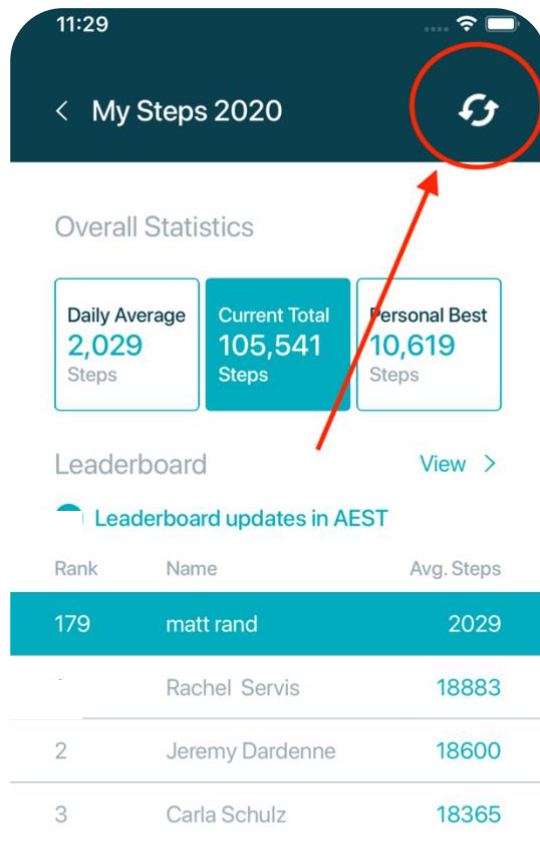 11:29
My Steps 2020
Overall Statistics
Daily Average
2,029
Steps
Current Total
105,541
Steps
Personal Best
10,619
Steps
Leaderboard
View >
Leaderboard updates in AEST
Rank Name Avg. Steps
179 matt rand 2029
Rachel Servis 18883
2 Jeremy Dardenne 18600
3 Carla Schulz 18365